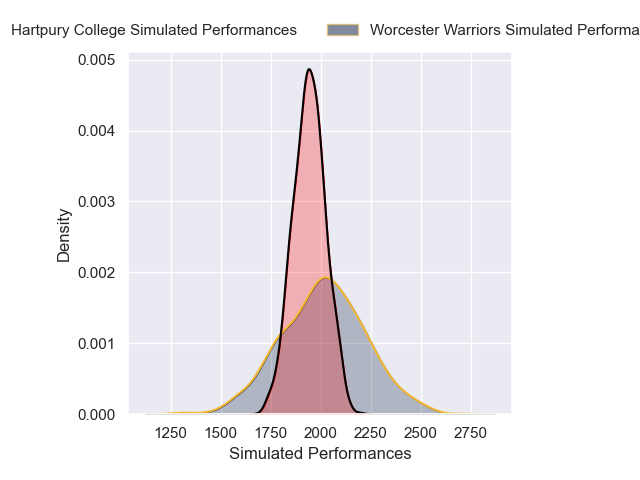 Hartpury College Simulated Performances Worcester Warriors Simulated Performa
0.005
0.004
0.003
0.002
0.001
0.000
Density
1250 1500 1750 2000 2250 2500 2750
Simulated Performances